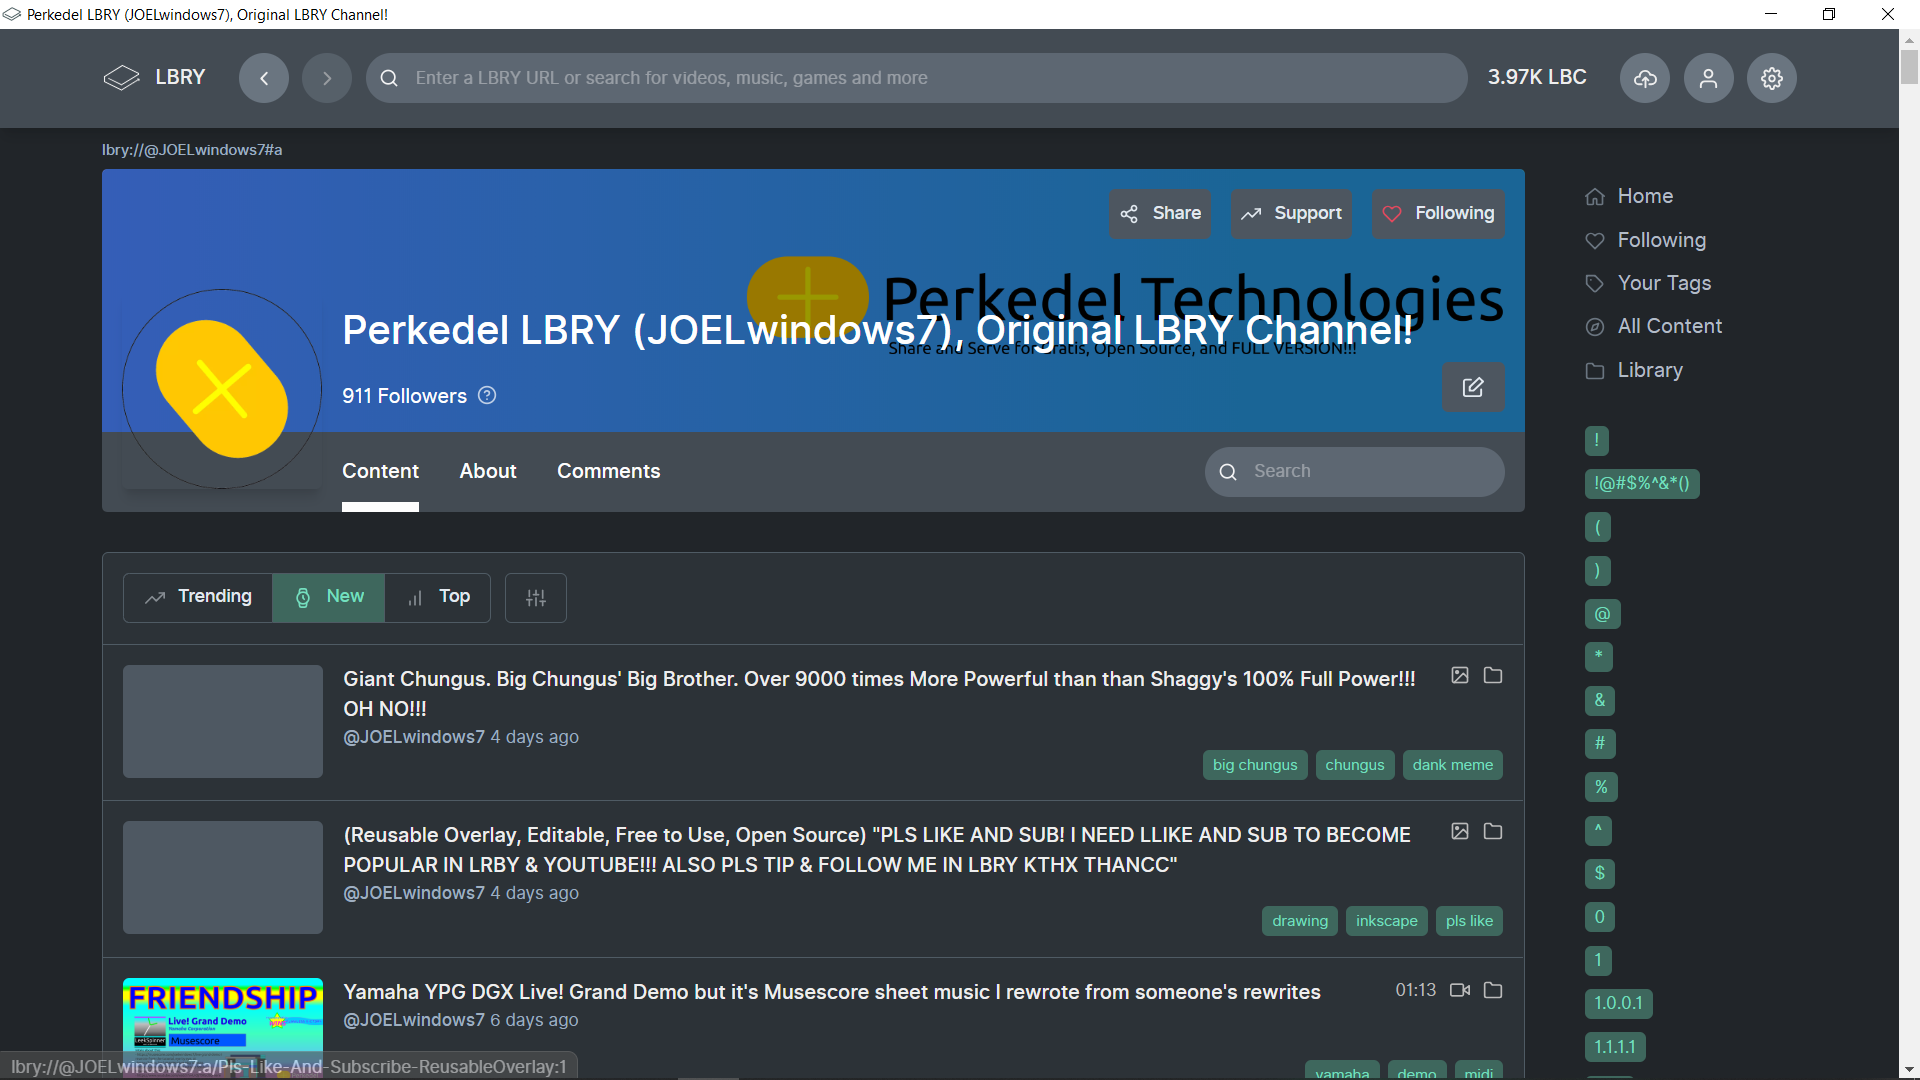 Perkedel LBRY (JOELwindows7), Original LBRY Channel!
LBRY
Enter a LBRY URL or search for videos, music, games and more
3.97K LBC
lbry://@JOELwindows7#a
Share
Support
Following
Perkedel Technologies
Perkedel LBRY (JOELwindows7), Original LBRY Channel!
Share and Serve for Gratis, Open Source, and FULL VERSION!!!
911 Followers
Content
About
Comments
Search
Trending
New
Top
Giant Chungus. Big Chungus' Big Brother. Over 9000 times More Powerful than than Shaggy's 100% Full Power!!!
OH NO!!!
@JOELwindows7 4 days ago
big chungus
chungus
dank meme
(Reusable Overlay, Editable, Free to Use, Open Source) "PLS LIKE AND SUB! I NEED LLIKE AND SUB TO BECOME
POPULAR IN LRBY & YOUTUBE!!! ALSO PLS TIP & FOLLOW ME IN LBRY KTHX THANCC"
@JOELwindows7 4 days ago
drawing
inkscape
pls like
FRIENDSHIP
Live! Grand Demo
Yamaha Corporation
LeekSpinner
Musescore
Yamaha YPG DGX Live! Grand Demo but it's Musescore sheet music I rewrote from someone's rewrites
01:13
@JOELwindows7 6 days ago
yamaha
demo
midi
lbry://@JOELwindows7:a/Pls-Like-And-Subscribe-ReusableOverlay:1
Home
Following
Your Tags
All Content
Library
!
!@#$%^&*()
(
)
@
*
&
#
%
^
$
0
1
1.0.0.1
1.1.1.1